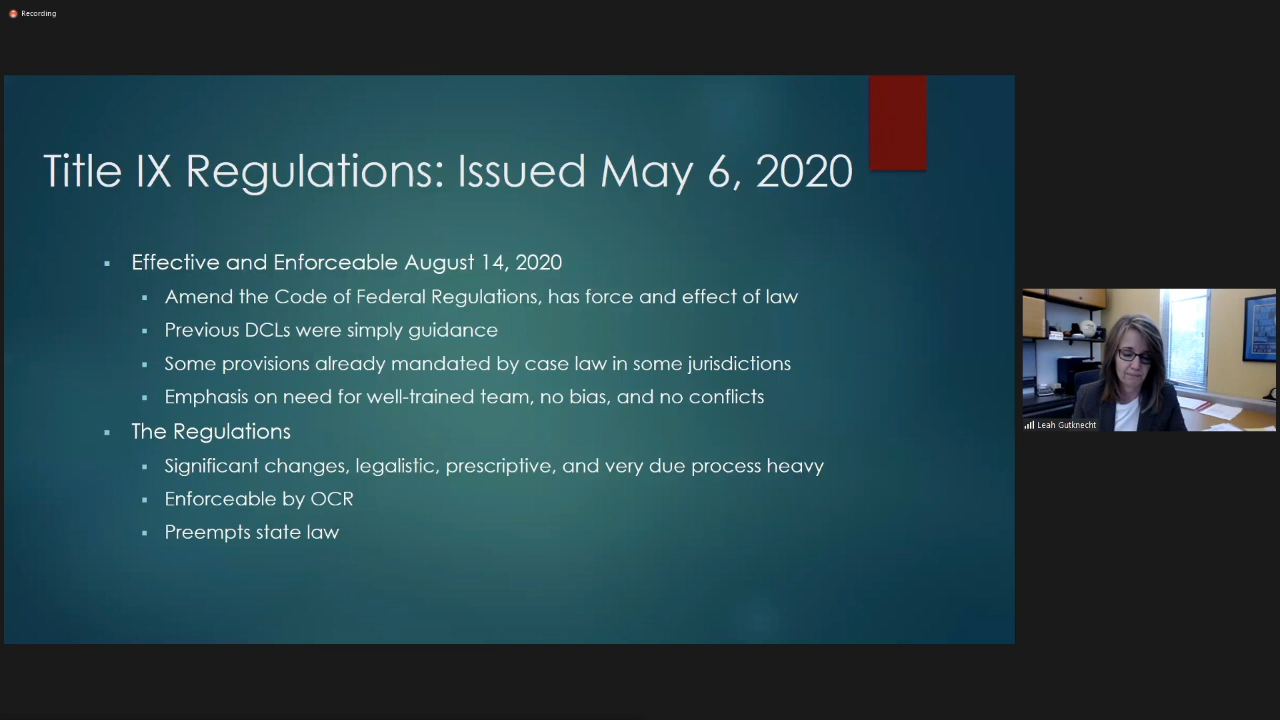 Recording
Title IX Regulations: Issued May 6, 2020
Effective and Enforceable August 14, 2020
Amend the Code of Federal Regulations, has force and effect of law
Previous DCLs were simply guidance
Some provisions already mandated by case law in some jurisdictions
Emphasis on need for well-trained team, no bias, and no conflicts
The Regulations
Significant changes, legalistic, prescriptive, and very due process heavy
Enforceable by OCR
Preempts state law
Leah Gutknecht